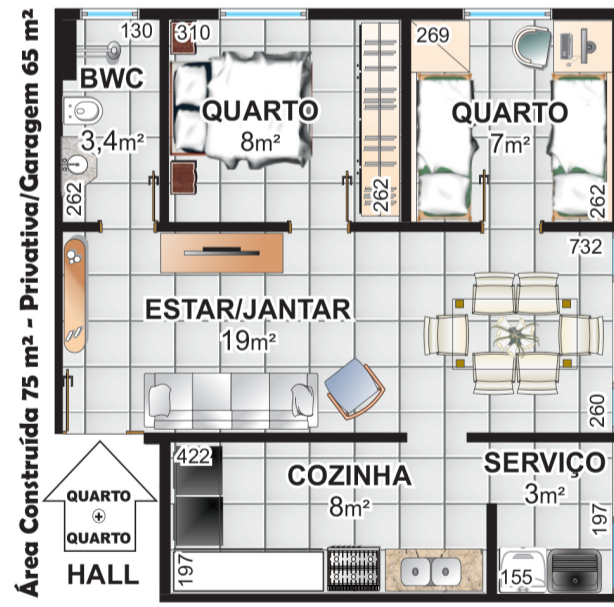 Área Construída 75 m² - Privativa/Garagem 65 m²
130
BWC
3,4m²
262
310
QUARTO
8m²
262
269
QUARTO
7m²
262
732
ESTAR/JANTAR
19m²
260
422
COZINHA
8m²
197
SERVIÇO
3m²
197
155
QUARTO
+
QUARTO
HALL